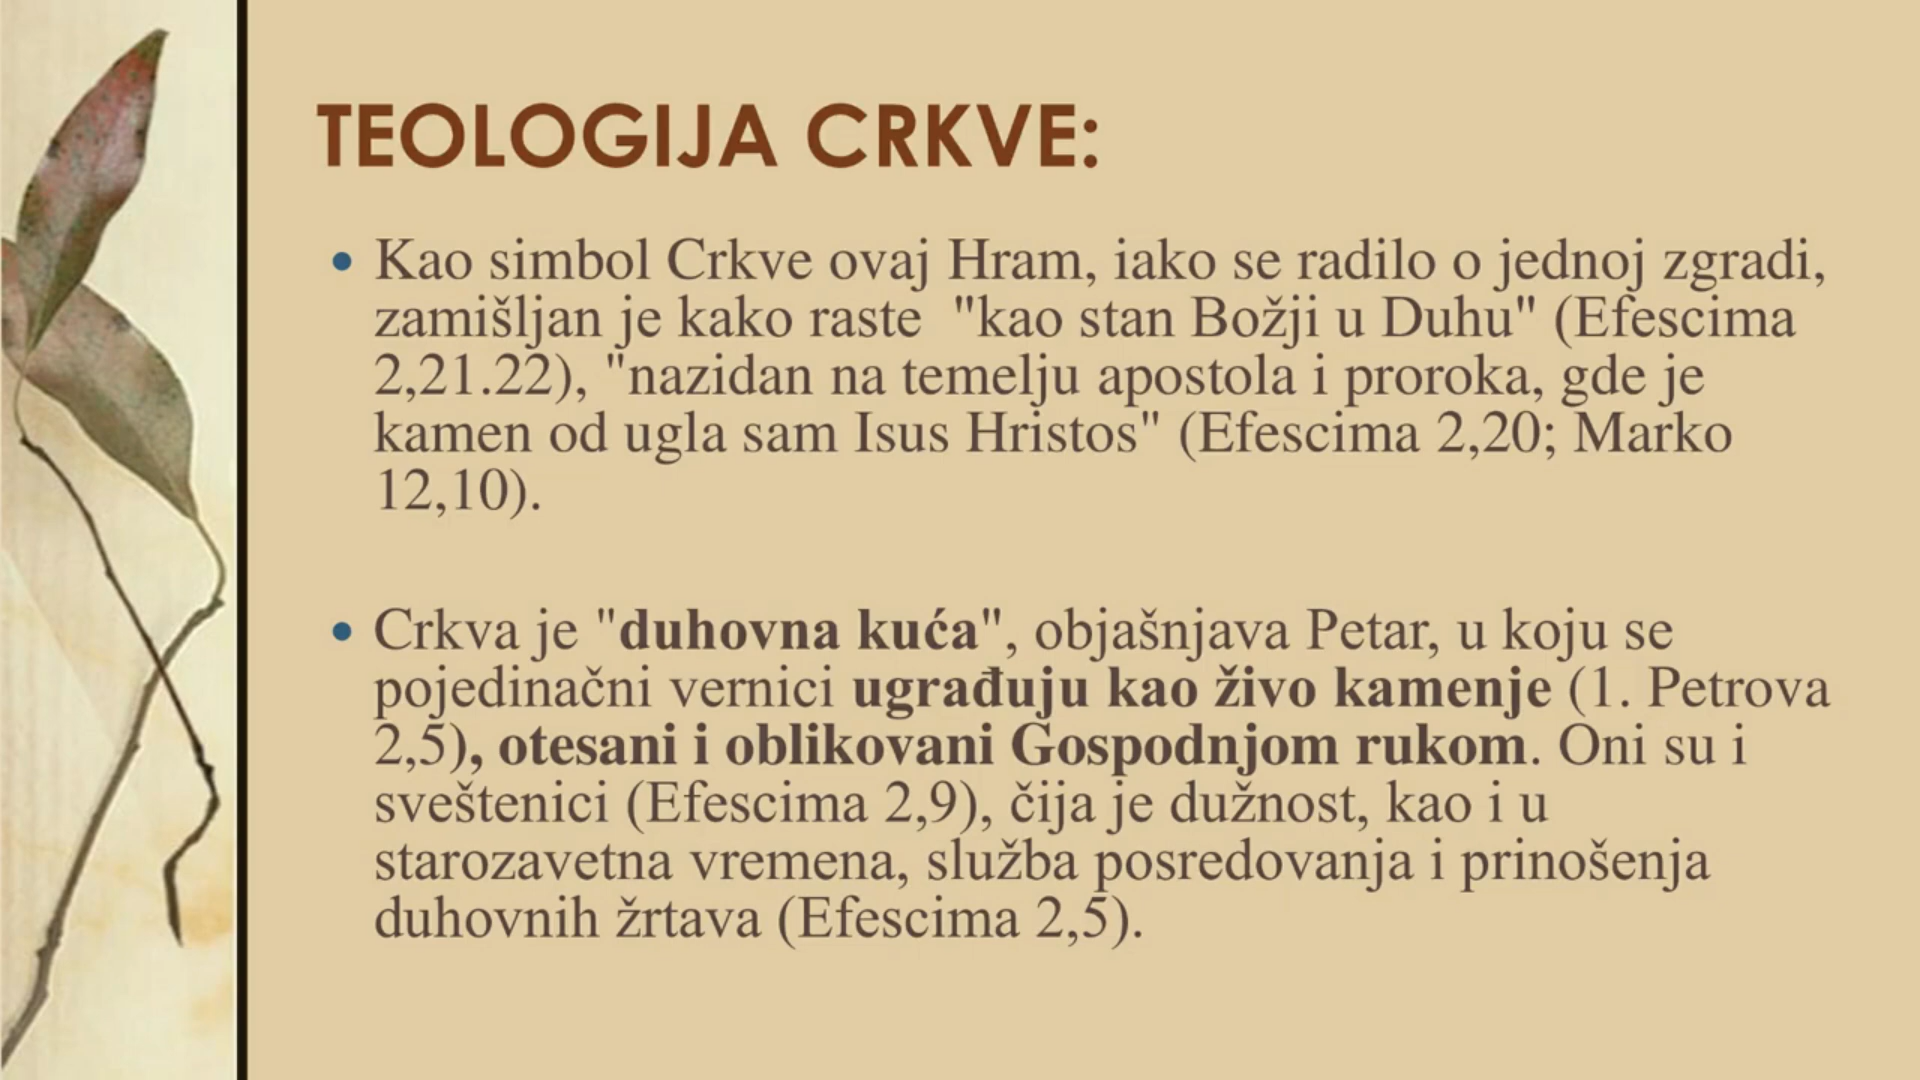 TEOLOGIJA CRKVE:
• Kao simbol Crkve ovaj Hram, iako se radilo o jednoj zgradi,
zamišljan je kako raste  "kao stan Božji u Duhu" (Efescima
2,21.22), "nazidan na temelju apostola i proroka, gde je
kamen od ugla sam Isus Hristos" (Efescima 2,20; Marko
12,10).
• Crkva je "duhovna kuća", objašnjava Petar, u koju se
pojedinačni vernici ugrađuju kao živo kamenje (1. Petrova
2,5), otesani i oblikovani Gospodnjom rukom. Oni su i
sveštenici (Efescima 2,9), čija je dužnost, kao i u
starozavetna vremena, služba posredovanja i prinošenja
duhovnih žrtava (Efescima 2,5).